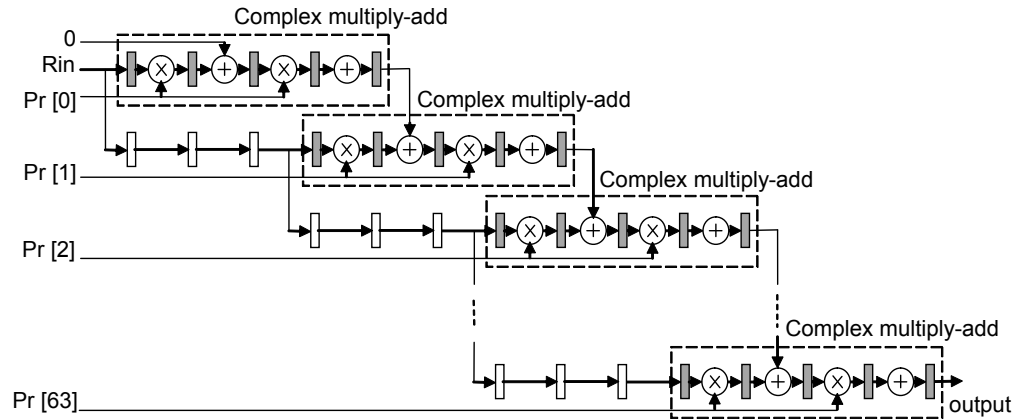 Complex multiply-add
0
Rin
Pr [0]
Complex multiply-add
Pr [1]
Complex multiply-add
Pr [2]
Complex multiply-add
Pr [63]
output